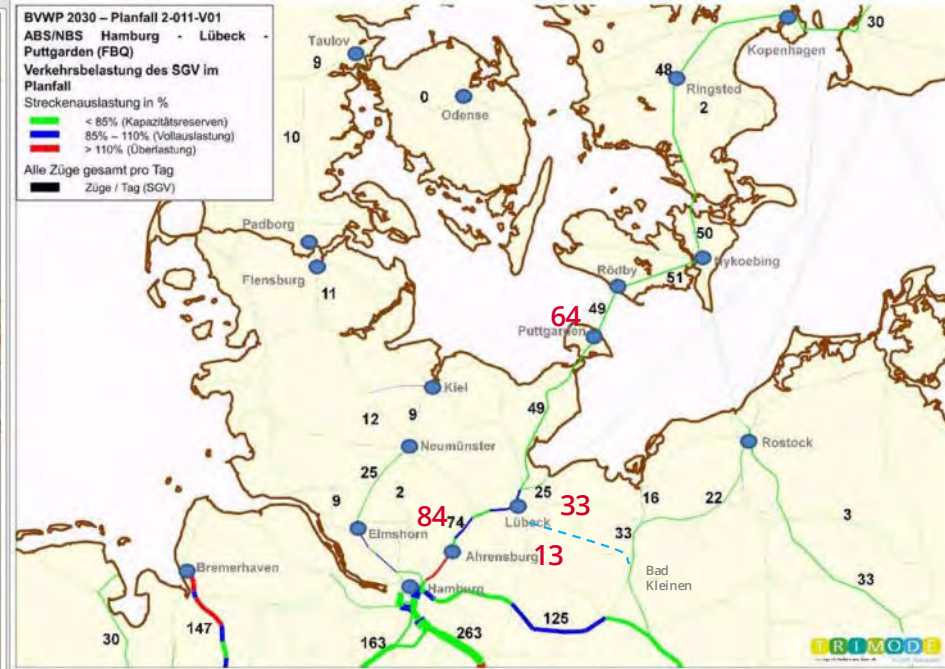 BVWP 2030 – Planfall 2-011-V01
ABS/NBS Hamburg - Lübeck -
Puttgarden (FBQ)
Verkehrsbelastung des SGV im
Planfall
Streckenauslastung in %
< 85% (Kapazitätsreserven)
85% – 110% (Vollauslastung)
> 110% (Überlastung)
Alle Züge gesamt pro Tag
Züge / Tag (SGV)
Taulov
9
0
Odense
10
Kopenhagen
30
48
Ringsted
2
Padborg
Flensburg
11
50
Nykoebing
Rödby
51
64
49
Puttgarden
Kiel
12
9
49
Neumünster
Rostock
25
9
2
84
74
25
33
Lübeck
16
22
3
Elmshorn
33
Ahrensburg
13
Bad
Kleinen
Bremerhaven
Hamburg
33
30
147
163
263
125
TRIMODE